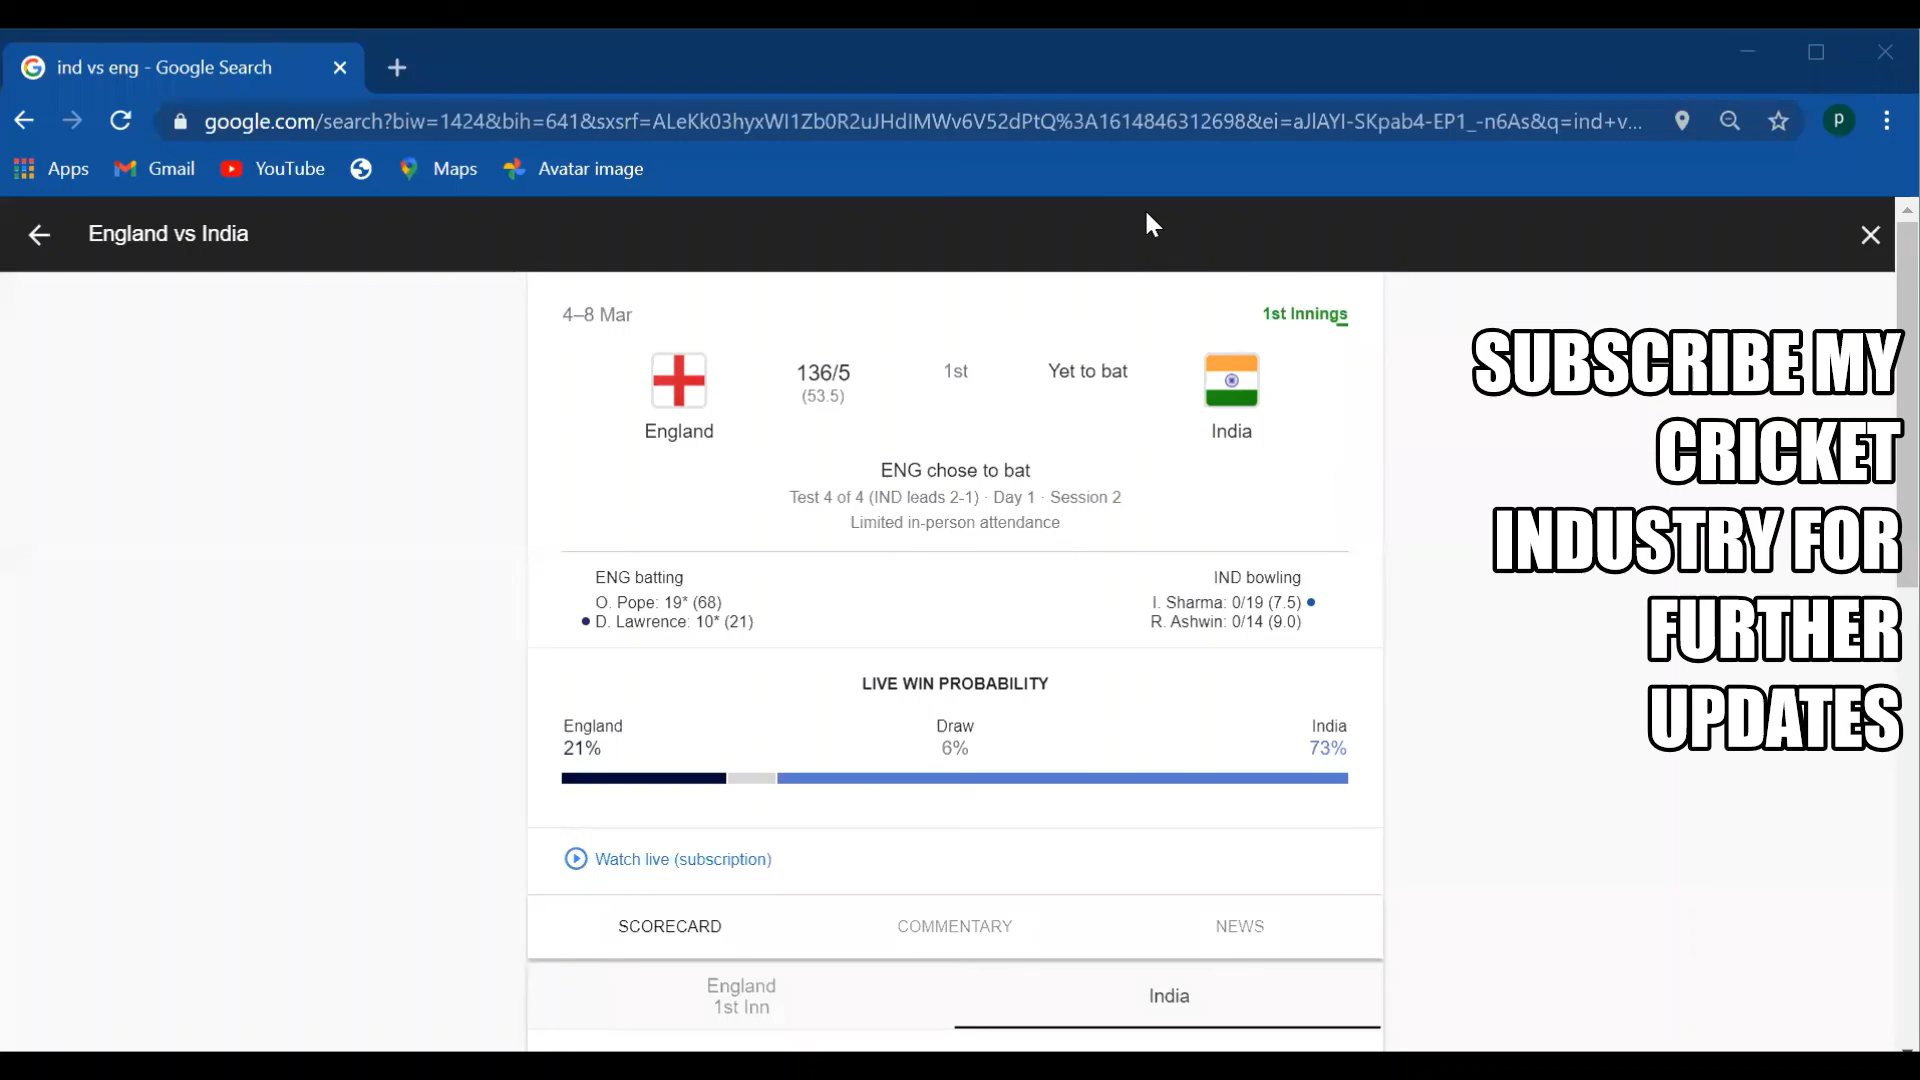 ind vs eng - Google Search
google.com/search?biw=1424&bih=641&sxsrf=ALeKk03hyxWI1Zb0R2uJHdIMWv6V52dPtQ%3A1614846312698&ei=aJlAYI-SKpab4-EP1_-n6As&q=ind+v...
P
Apps Gmail YouTube Maps Avatar image
England vs India
4–8 Mar 1st Innings
136/5 1st Yet to bat
(53.5)
England India
ENG chose to bat
Test 4 of 4 (IND leads 2-1) · Day 1 · Session 2
Limited in-person attendance
ENG batting IND bowling
O. Pope: 19* (68) I. Sharma: 0/19 (7.5)
D. Lawrence: 10* (21) R. Ashwin: 0/14 (9.0)
LIVE WIN PROBABILITY
England Draw India
21% 6% 73%
Watch live (subscription)
SCORECARD COMMENTARY NEWS
England India
1st Inn
SUBSCRIBE MY
CRICKET
INDUSTRY FOR
FURTHER
UPDATES